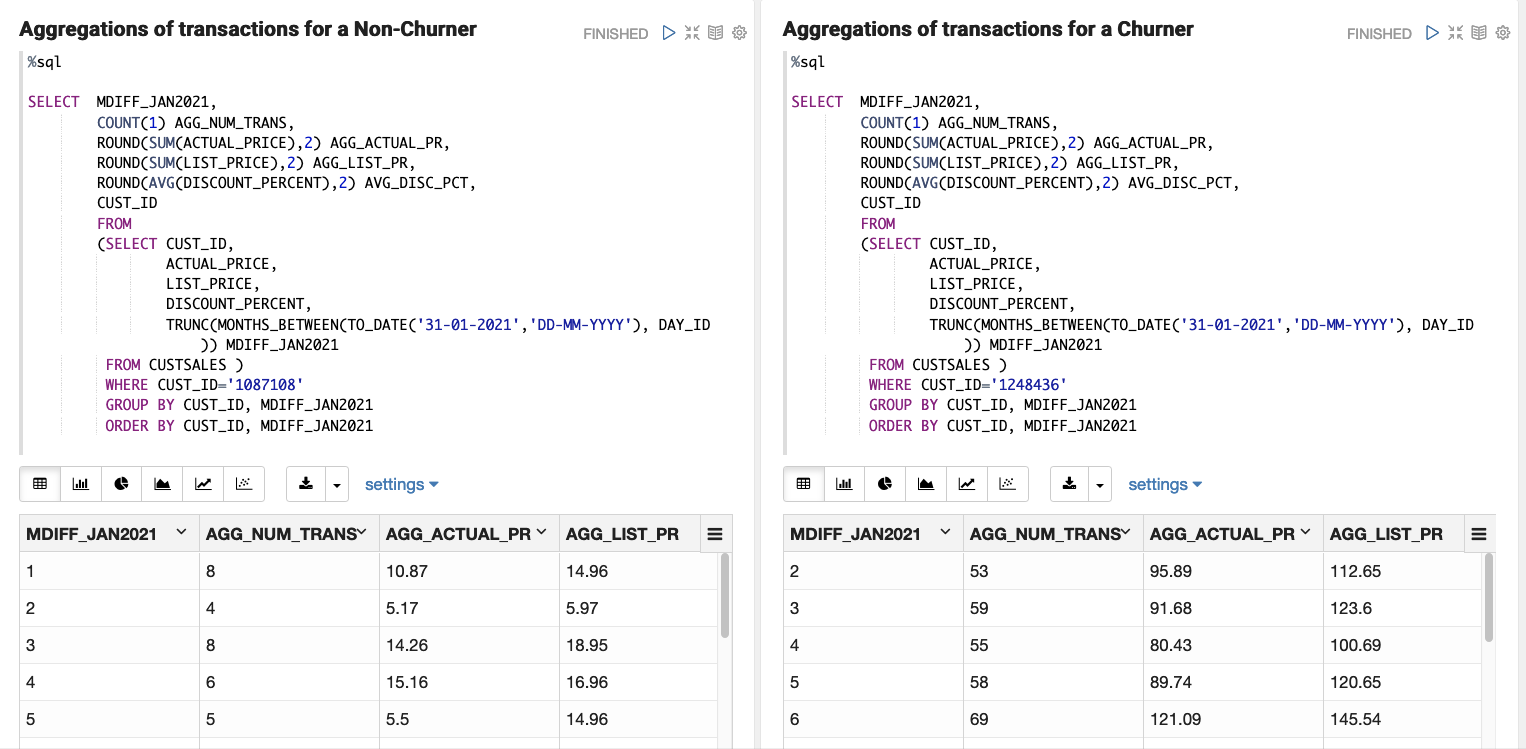 Aggregations of transactions for a Non-Churner
FINISHED
%sql
SELECT MDIFF_JAN2021,
COUNT(1) AGG_NUM_TRANS,
ROUND(SUM(ACTUAL_PRICE),2) AGG_ACTUAL_PR,
ROUND(SUM(LIST_PRICE),2) AGG_LIST_PR,
ROUND(AVG(DISCOUNT_PERCENT),2) AVG_DISC_PCT,
CUST_ID
FROM
(SELECT CUST_ID,
ACTUAL_PRICE,
LIST_PRICE,
DISCOUNT_PERCENT,
TRUNC(MONTHS_BETWEEN(TO_DATE('31-01-2021','DD-MM-YYYY'), DAY_ID
)) MDIFF_JAN2021
FROM CUSTSALES )
WHERE CUST_ID='1087108'
GROUP BY CUST_ID, MDIFF_JAN2021
ORDER BY CUST_ID, MDIFF_JAN2021
settings
MDIFF_JAN2021 AGG_NUM_TRANS AGG_ACTUAL_PR AGG_LIST_PR
1 8 10.87 14.96
2 4 5.17 5.97
3 8 14.26 18.95
4 6 15.16 16.96
5 5 5.5 14.96
Aggregations of transactions for a Churner
FINISHED
%sql
SELECT MDIFF_JAN2021,
COUNT(1) AGG_NUM_TRANS,
ROUND(SUM(ACTUAL_PRICE),2) AGG_ACTUAL_PR,
ROUND(SUM(LIST_PRICE),2) AGG_LIST_PR,
ROUND(AVG(DISCOUNT_PERCENT),2) AVG_DISC_PCT,
CUST_ID
FROM
(SELECT CUST_ID,
ACTUAL_PRICE,
LIST_PRICE,
DISCOUNT_PERCENT,
TRUNC(MONTHS_BETWEEN(TO_DATE('31-01-2021','DD-MM-YYYY'), DAY_ID
)) MDIFF_JAN2021
FROM CUSTSALES )
WHERE CUST_ID='1248436'
GROUP BY CUST_ID, MDIFF_JAN2021
ORDER BY CUST_ID, MDIFF_JAN2021
settings
MDIFF_JAN2021 AGG_NUM_TRANS AGG_ACTUAL_PR AGG_LIST_PR
2 53 95.89 112.65
3 59 91.68 123.6
4 55 80.43 100.69
5 58 89.74 120.65
6 69 121.09 145.54